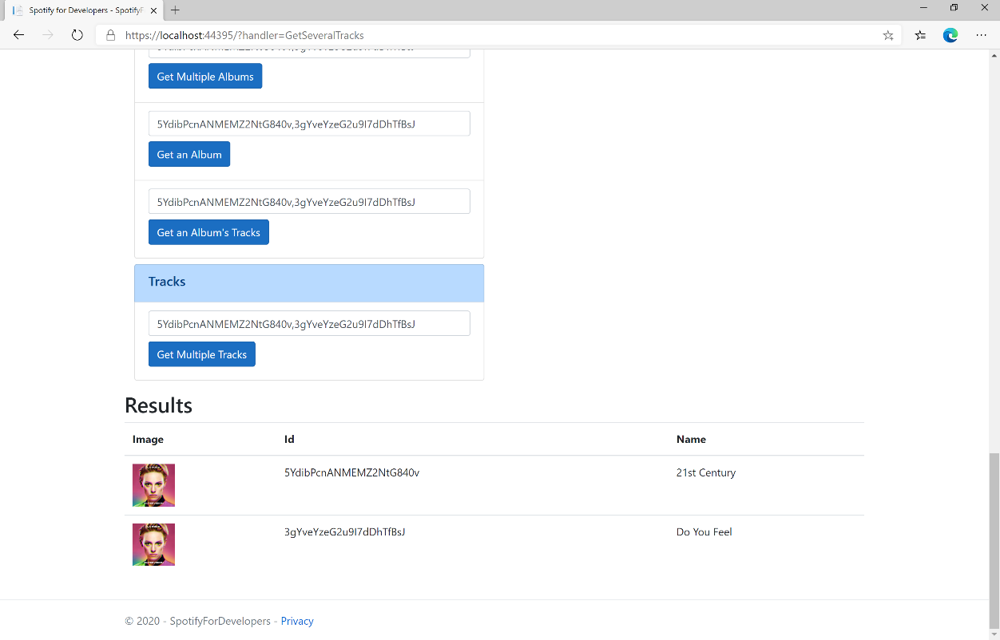 Spotify for Developers - SpotifyF
https://localhost:44395/?handler=GetSeveralTracks
Get Multiple Albums
5YdibPcnANMEMZ2NtG840v,3gYveYzeG2u9I7dDhTfBsJ
Get an Album
5YdibPcnANMEMZ2NtG840v,3gYveYzeG2u9I7dDhTfBsJ
Get an Album's Tracks
Tracks
5YdibPcnANMEMZ2NtG840v,3gYveYzeG2u9I7dDhTfBsJ
Get Multiple Tracks
Results
Image Id Name
5YdibPcnANMEMZ2NtG840v 21st Century
3gYveYzeG2u9I7dDhTfBsJ Do You Feel
© 2020 - SpotifyForDevelopers - Privacy